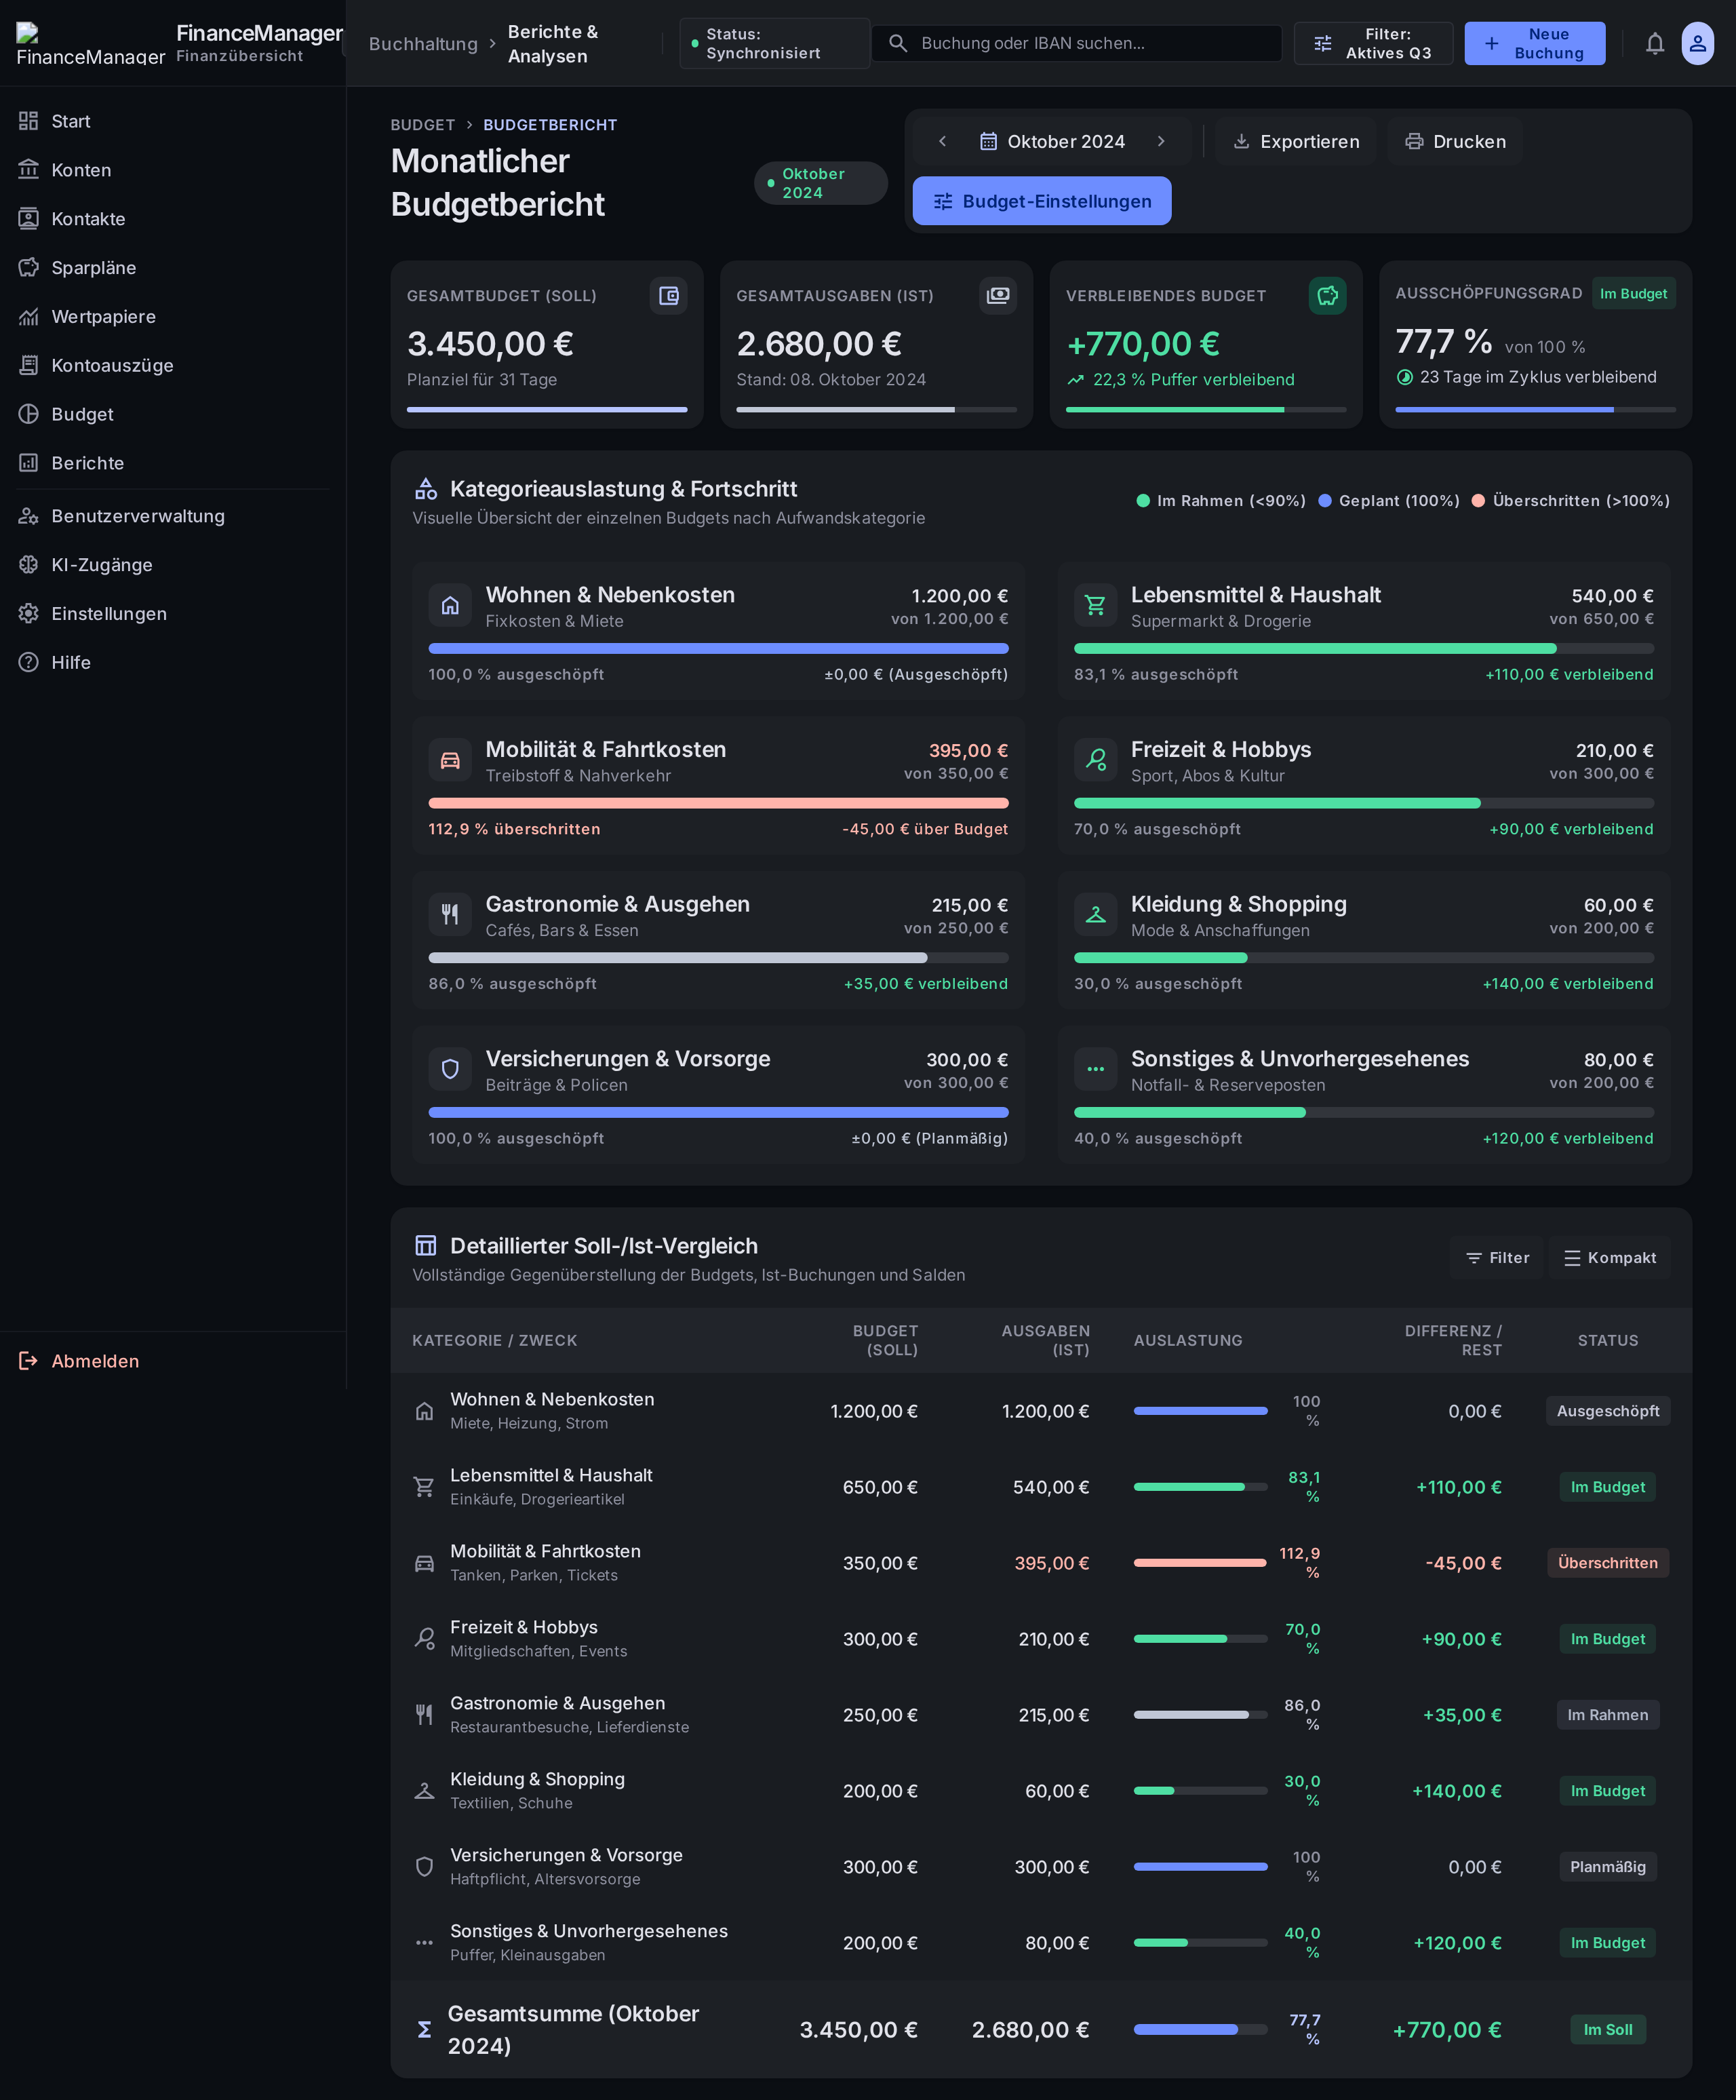 FinanceManager
FinanceManager
Finanzübersicht
Start
Konten
Kontakte
Sparpläne
Wertpapiere
Kontoauszüge
Budget
Berichte
Benutzerverwaltung
KI-Zugänge
Einstellungen
Hilfe
Abmelden
Buchhaltung
Berichte &
Analysen
Status:
Synchronisiert
Buchung oder IBAN suchen...
Filter:
Aktives Q3
Neue
Buchung
BUDGET
BUDGETBERICHT
Monatlicher
Budgetbericht
Oktober
2024
Oktober 2024
Exportieren
Drucken
Budget-Einstellungen
GESAMTBUDGET (SOLL)
3.450,00 €
Planziel für 31 Tage
GESAMTAUSGABEN (IST)
2.680,00 €
Stand: 08. Oktober 2024
VERBLEIBENDES BUDGET
+770,00 €
22,3 % Puffer verbleibend
AUSSCHÖPFUNGSGRAD
Im Budget
77,7 % von 100 %
23 Tage im Zyklus verbleibend
Kategorieauslastung & Fortschritt
Visuelle Übersicht der einzelnen Budgets nach Aufwandskategorie
Im Rahmen (<90%)
Geplant (100%)
Überschritten (>100%)
Wohnen & Nebenkosten
Fixkosten & Miete
1.200,00 €
von 1.200,00 €
100,0 % ausgeschöpft
±0,00 € (Ausgeschöpft)
Lebensmittel & Haushalt
Supermarkt & Drogerie
540,00 €
von 650,00 €
83,1 % ausgeschöpft
+110,00 € verbleibend
Mobilität & Fahrtkosten
Treibstoff & Nahverkehr
395,00 €
von 350,00 €
112,9 % überschritten
-45,00 € über Budget
Freizeit & Hobbys
Sport, Abos & Kultur
210,00 €
von 300,00 €
70,0 % ausgeschöpft
+90,00 € verbleibend
Gastronomie & Ausgehen
Cafés, Bars & Essen
215,00 €
von 250,00 €
86,0 % ausgeschöpft
+35,00 € verbleibend
Kleidung & Shopping
Mode & Anschaffungen
60,00 €
von 200,00 €
30,0 % ausgeschöpft
+140,00 € verbleibend
Versicherungen & Vorsorge
Beiträge & Policen
300,00 €
von 300,00 €
100,0 % ausgeschöpft
±0,00 € (Planmäßig)
Sonstiges & Unvorhergesehenes
Notfall- & Reserveposten
80,00 €
von 200,00 €
40,0 % ausgeschöpft
+120,00 € verbleibend
Detaillierter Soll-/Ist-Vergleich
Vollständige Gegenüberstellung der Budgets, Ist-Buchungen und Salden
Filter
Kompakt
KATEGORIE / ZWECK
BUDGET
(SOLL)
AUSGABEN
(IST)
AUSLASTUNG
DIFFERENZ /
REST
STATUS
Wohnen & Nebenkosten
Miete, Heizung, Strom
1.200,00 €
1.200,00 €
100
%
0,00 €
Ausgeschöpft
Lebensmittel & Haushalt
Einkäufe, Drogerieartikel
650,00 €
540,00 €
83,1
%
+110,00 €
Im Budget
Mobilität & Fahrtkosten
Tanken, Parken, Tickets
350,00 €
395,00 €
112,9
%
-45,00 €
Überschritten
Freizeit & Hobbys
Mitgliedschaften, Events
300,00 €
210,00 €
70,0
%
+90,00 €
Im Budget
Gastronomie & Ausgehen
Restaurantbesuche, Lieferdienste
250,00 €
215,00 €
86,0
%
+35,00 €
Im Rahmen
Kleidung & Shopping
Textilien, Schuhe
200,00 €
60,00 €
30,0
%
+140,00 €
Im Budget
Versicherungen & Vorsorge
Haftpflicht, Altersvorsorge
300,00 €
300,00 €
100
%
0,00 €
Planmäßig
Sonstiges & Unvorhergesehenes
Puffer, Kleinausgaben
200,00 €
80,00 €
40,0
%
+120,00 €
Im Budget
Σ
Gesamtsumme (Oktober
2024)
3.450,00 €
2.680,00 €
77,7
%
+770,00 €
Im Soll